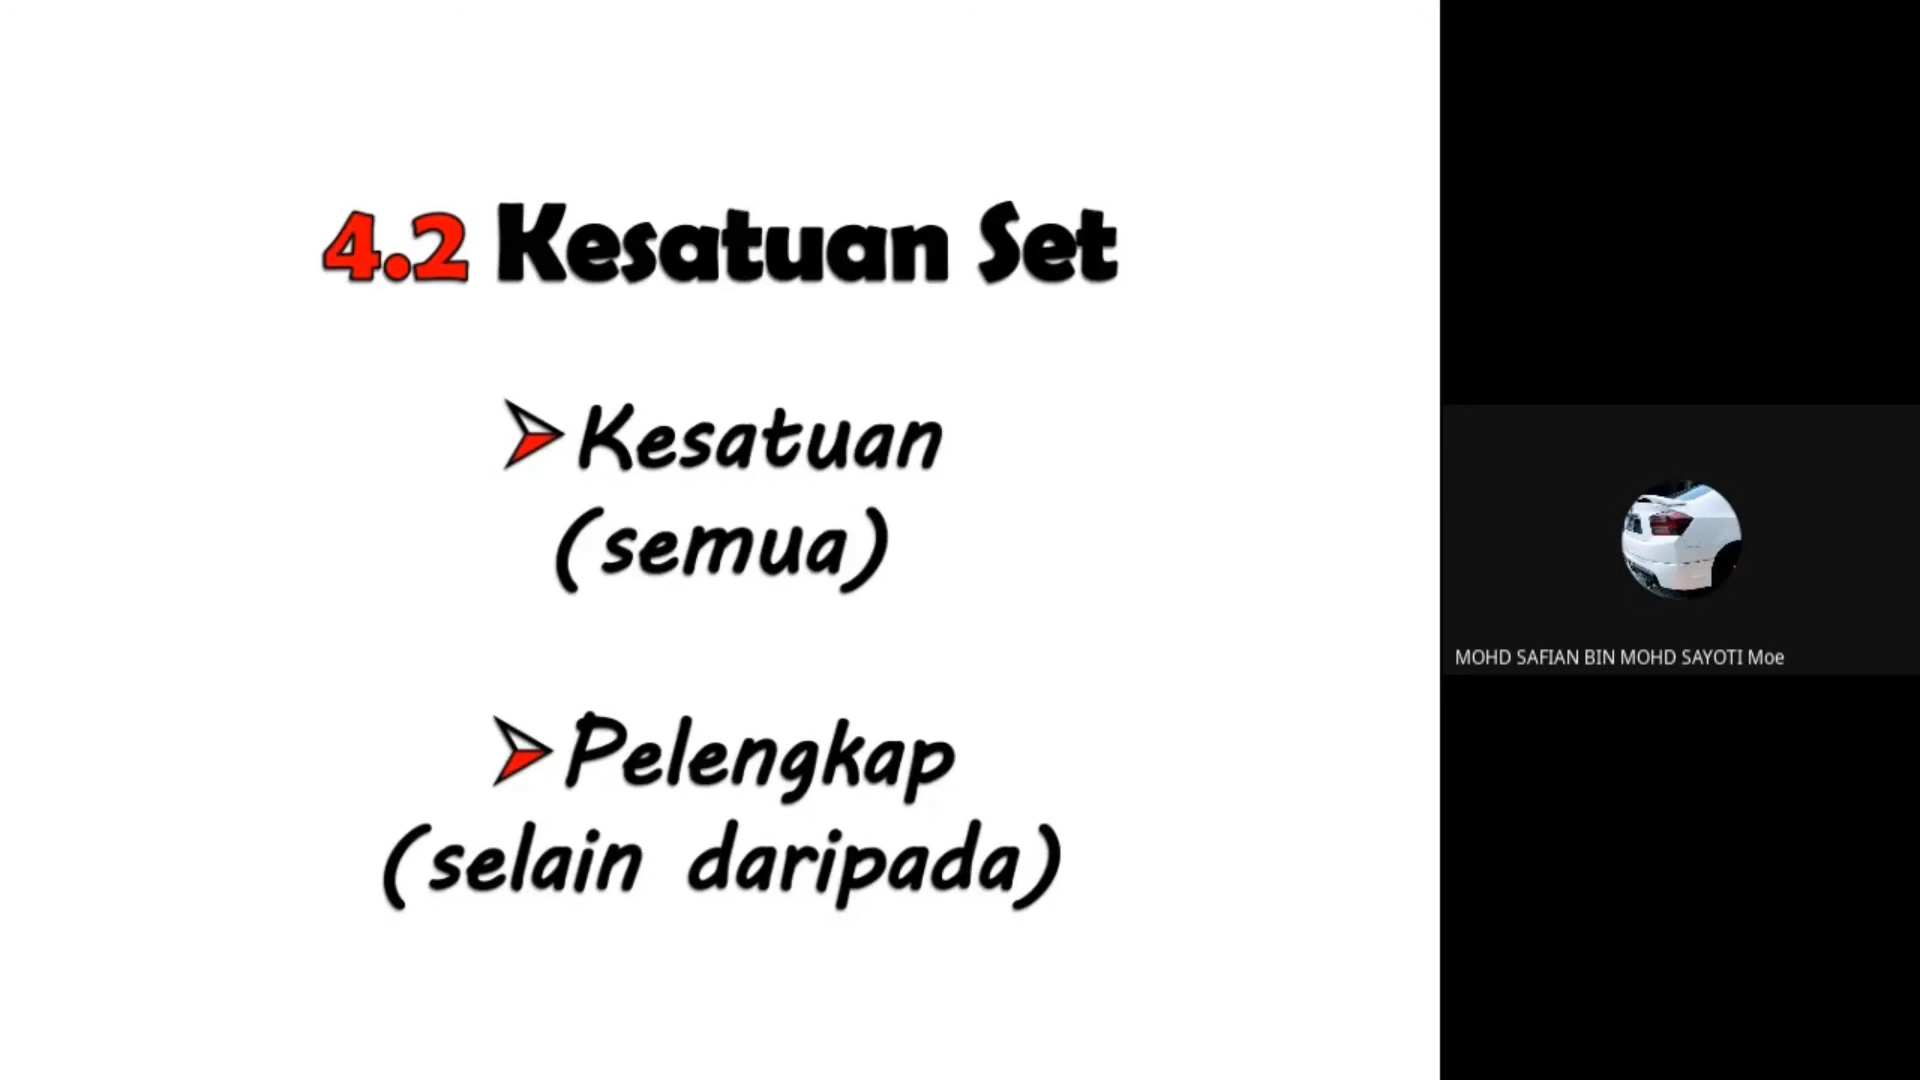 4.2 Kesatuan Set
Kesatuan
(semua)
Pelengkap
(selain daripada)
MOHD SAFIAN BIN MOHD SAYOTI Moe